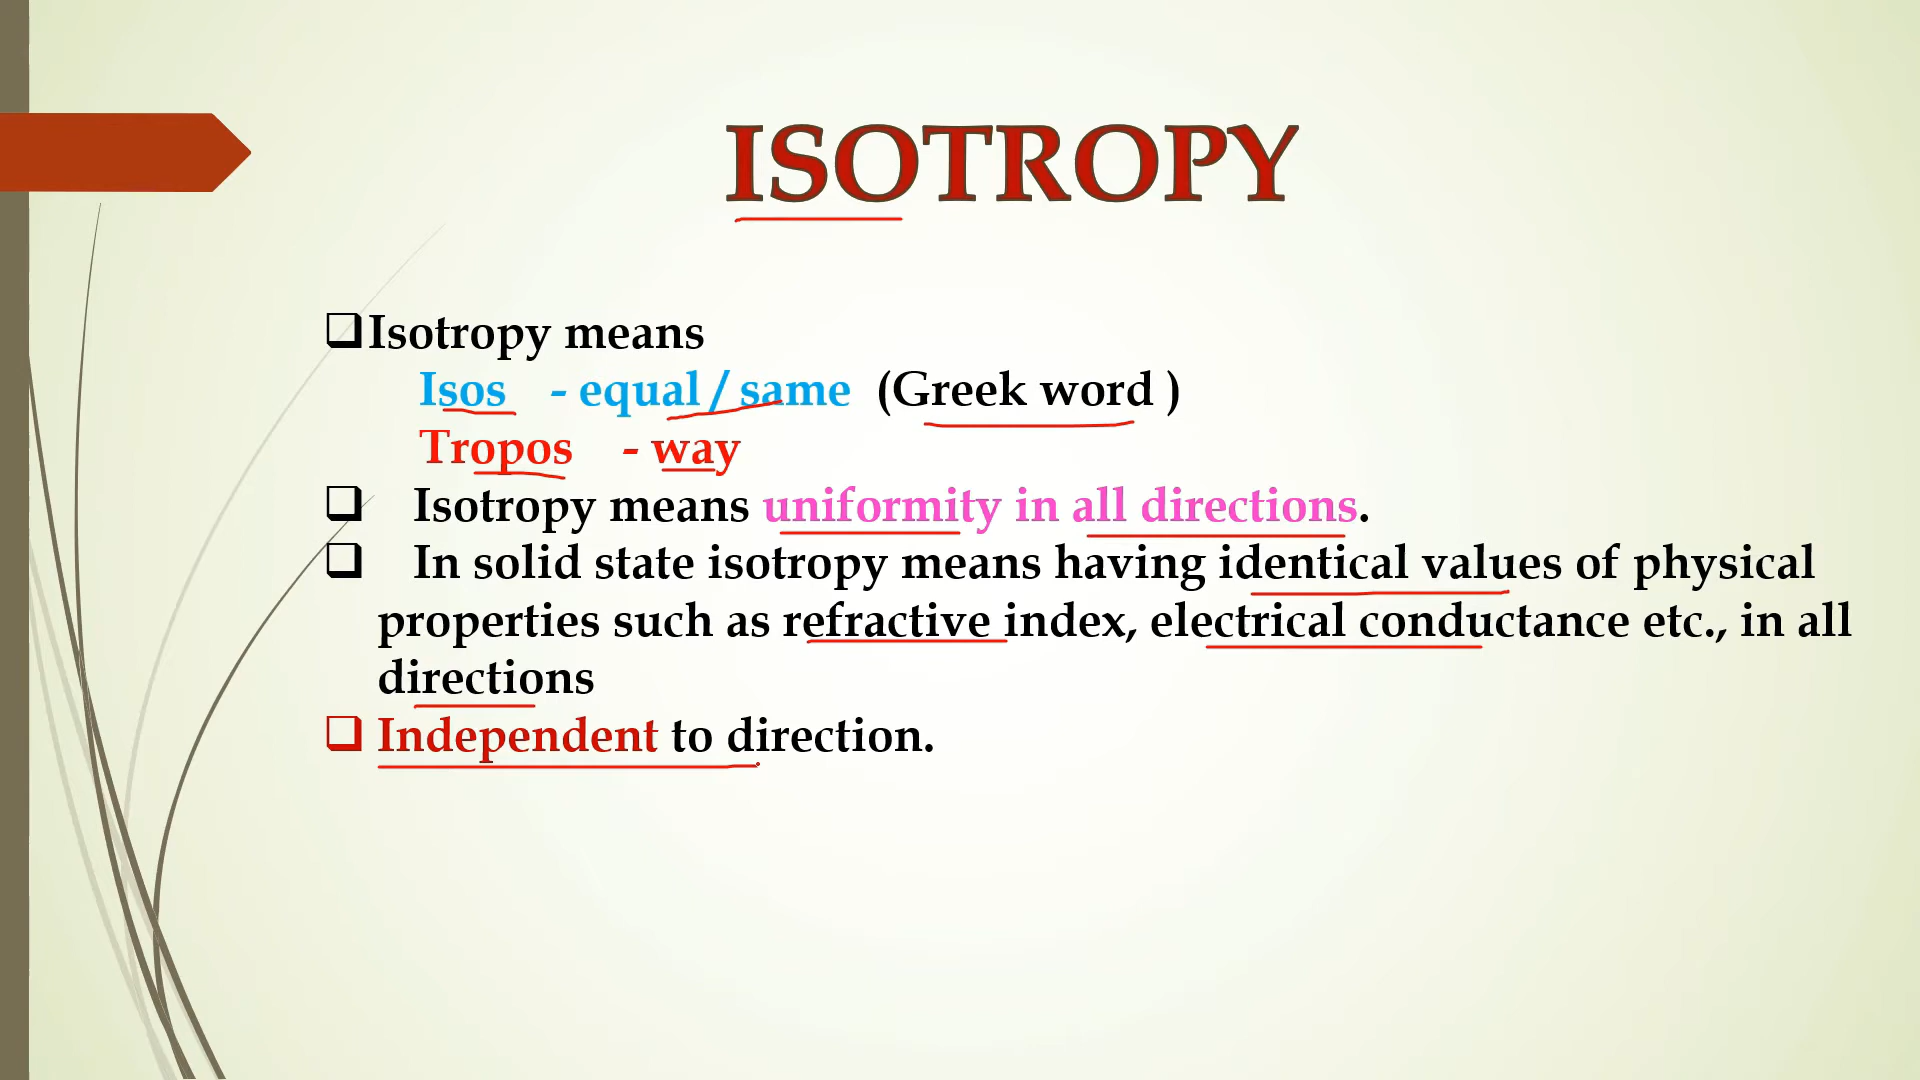 ISOTROPY
Isotropy means
Isos - equal / same (Greek word )
Tropos - way
Isotropy means uniformity in all directions.
In solid state isotropy means having identical values of physical
properties such as refractive index, electrical conductance etc., in all
directions
Independent to direction.